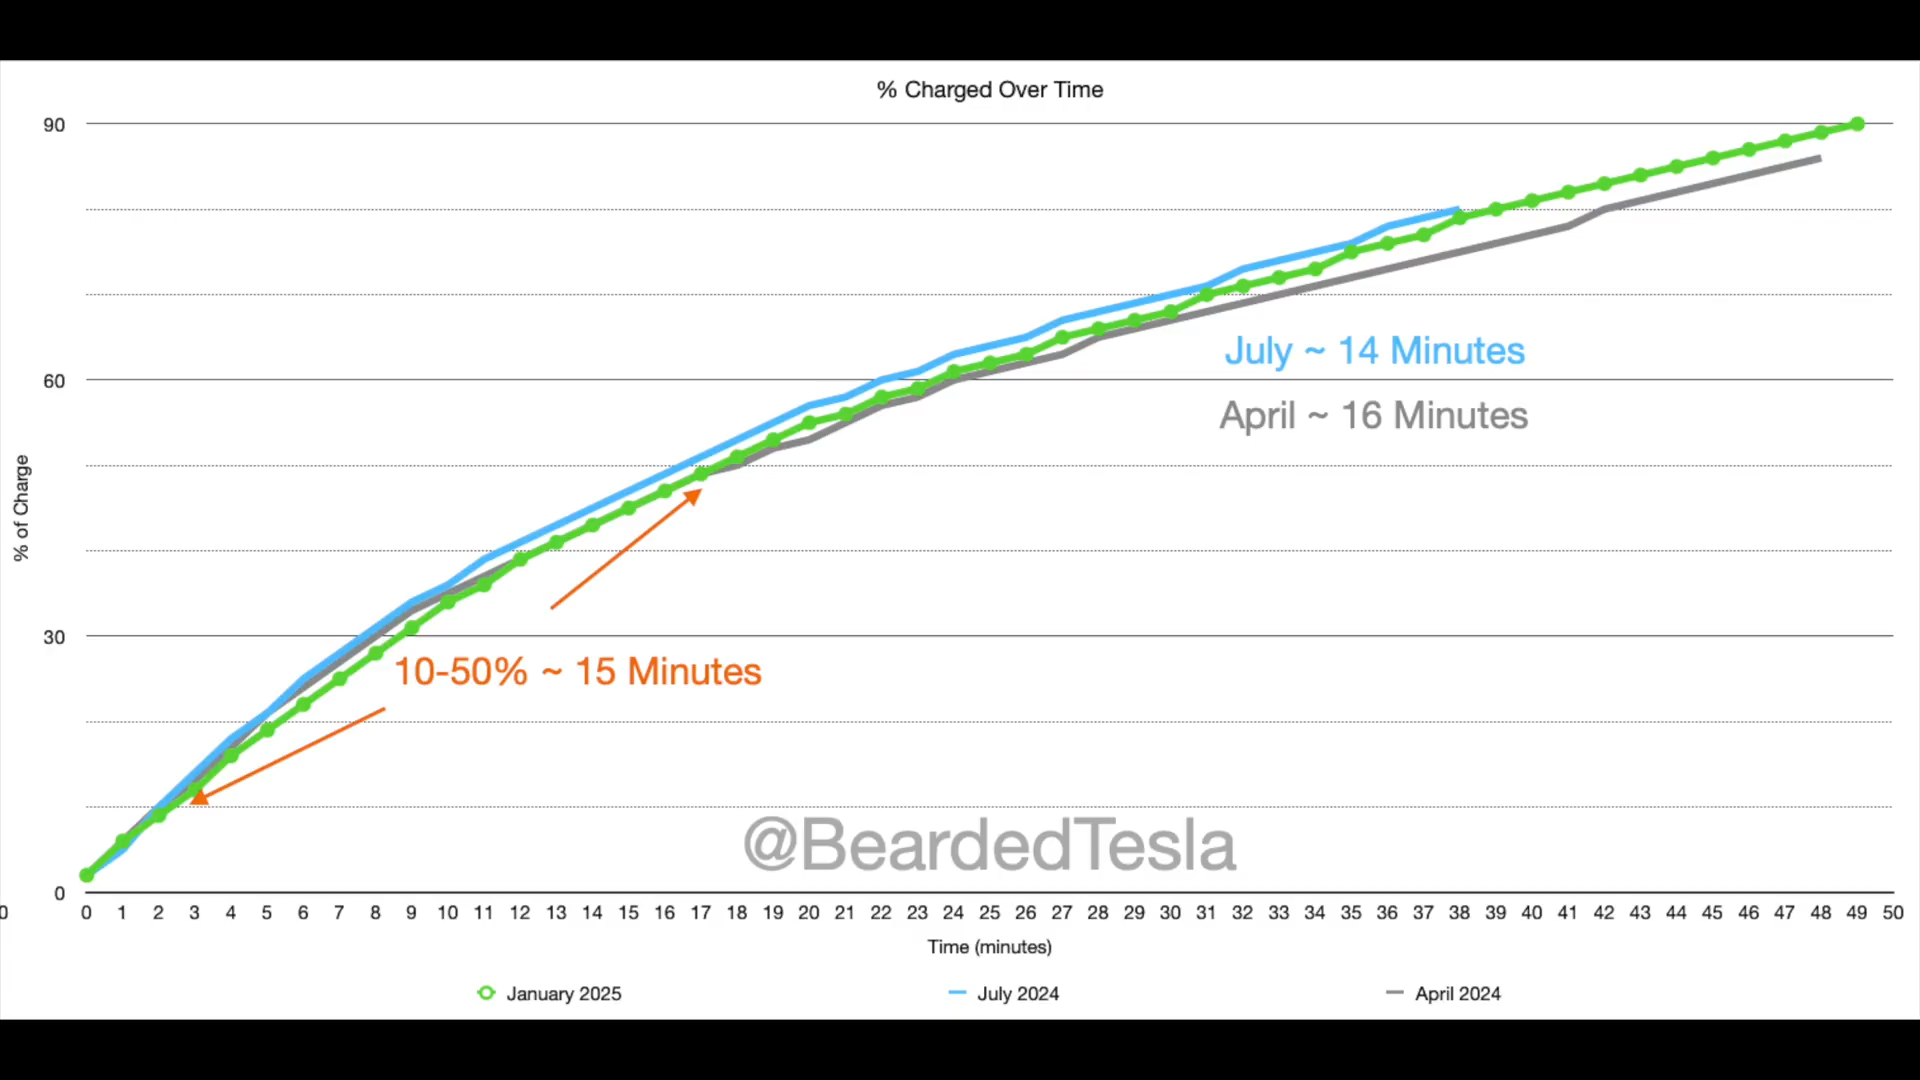 % Charged Over Time
90
60
30
0
% of Charge
July ~ 14 Minutes
April ~ 16 Minutes
10-50% ~ 15 Minutes
@BeardedTesla
0 0 1 2 3 4 5 6 7 8 9 10 11 12 13 14 15 16 17 18 19 20 21 22 23 24 25 26 27 28 29 30 31 32 33 34 35 36 37 38 39 40 41 42 43 44 45 46 47 48 49 50
Time (minutes)
January 2025 July 2024 April 2024